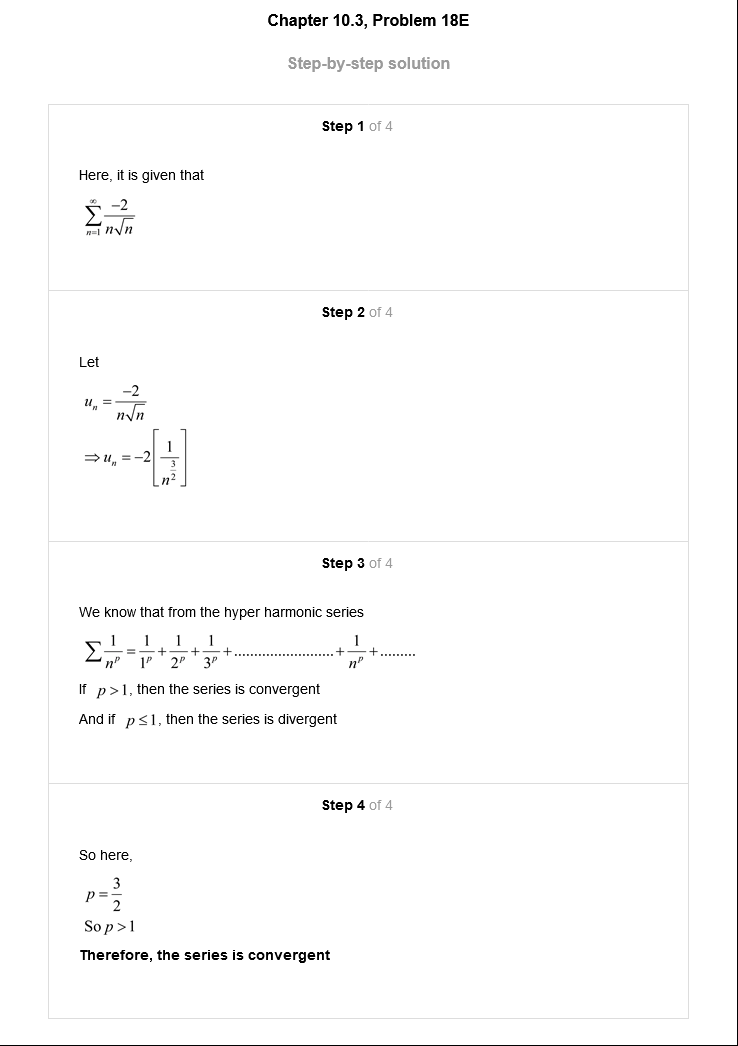 Chapter 10.3, Problem 18E
Step-by-step solution
Step 1 of 4
Here, it is given that
$\sum_{n=1}^{\infty} \frac{-2}{n\sqrt{n}}$
Step 2 of 4
Let
$u_n = \frac{-2}{n\sqrt{n}}$
$\Rightarrow u_n = -2\left[\frac{1}{n^{\frac{3}{2}}}\right]$
Step 3 of 4
We know that from the hyper harmonic series
$\sum \frac{1}{n^p} = \frac{1}{1^p} + \frac{1}{2^p} + \frac{1}{3^p} + ......................... + \frac{1}{n^p} + .........$
If $p > 1$, then the series is convergent
And if $p \leq 1$, then the series is divergent
Step 4 of 4
So here,
$p = \frac{3}{2}$
So $p > 1$
Therefore, the series is convergent